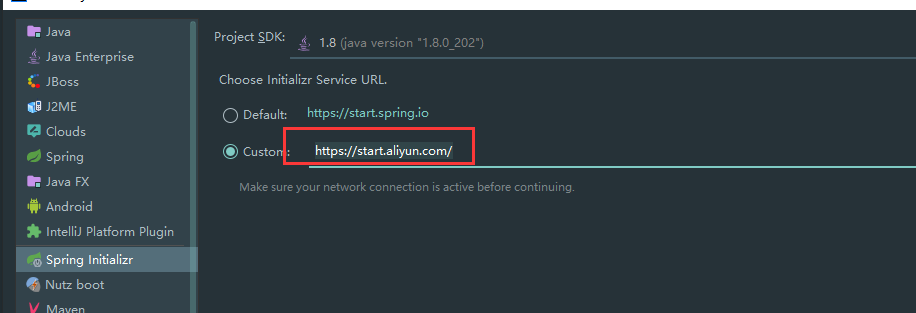 Java
Java Enterprise
JBoss
J2ME
Clouds
Spring
Java FX
Android
IntelliJ Platform Plugin
Spring Initializr
Nutz boot
Maven
Project SDK: 1.8 (java version "1.8.0_202")
Choose Initializr Service URL.
Default: https://start.spring.io
Custom: https://start.aliyun.com/
Make sure your network connection is active before continuing.